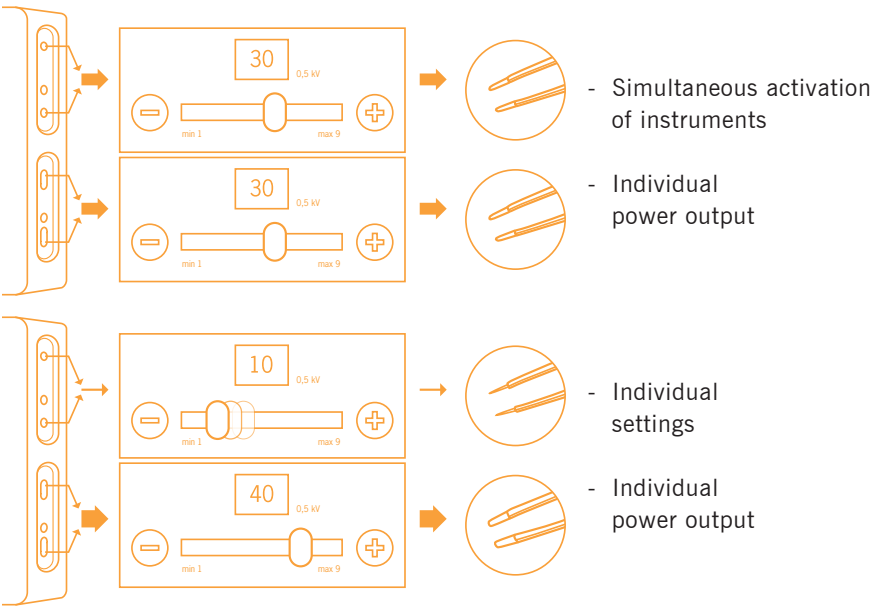 30
0,5 kV
min 1
max 9
- Simultaneous activation
of instruments
30
0,5 kV
min 1
max 9
- Individual
power output
10
0,5 kV
min 1
max 9
- Individual
settings
40
0,5 kV
min 1
max 9
- Individual
power output